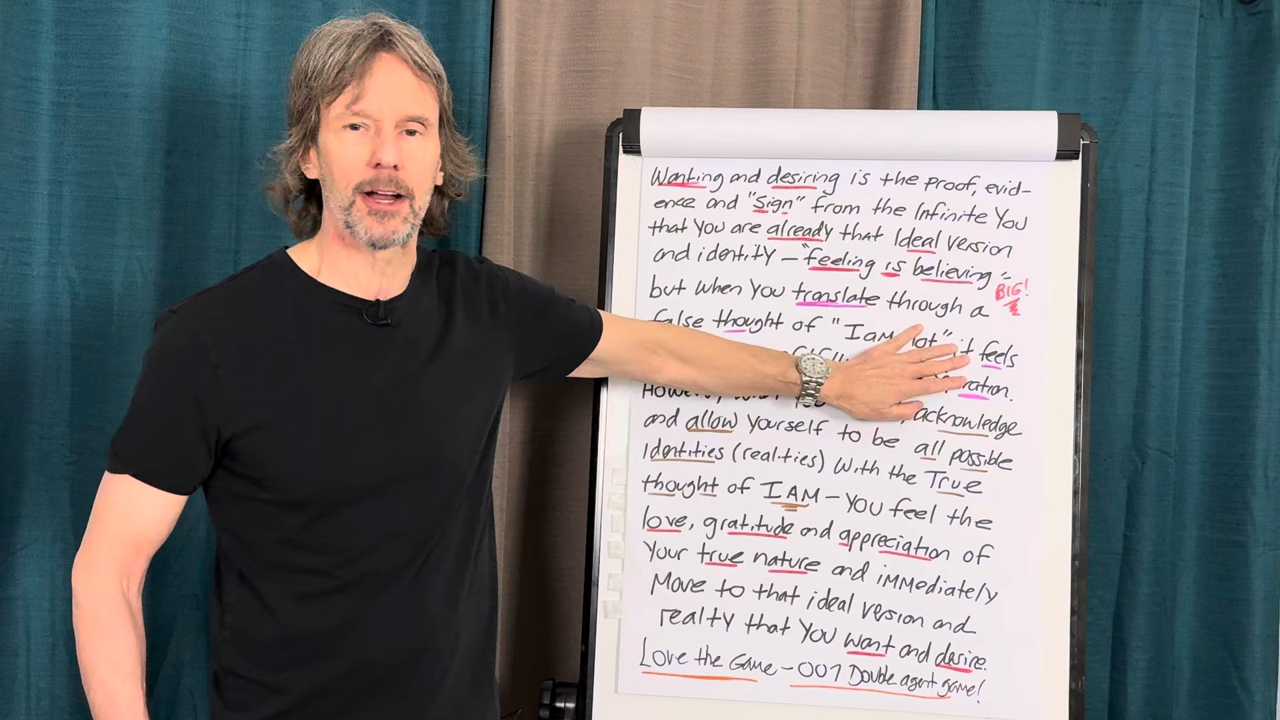 Wanting and desiring is the proof, evid-
ence and "sign" from the Infinite You
that You are already that Ideal version
and identity – "feeling is believing" –
BIG!
but when You translate through a
false thought of "I am not" it feels
ration.
acknowledge
and allow Yourself to be all possible
Identities (realties) with the True
thought of I AM – You feel the
love, gratitude and appreciation of
Your true nature and immediately
Move to that ideal version and
realty that You want and desire.
Love the Game – 007 Double agent game!